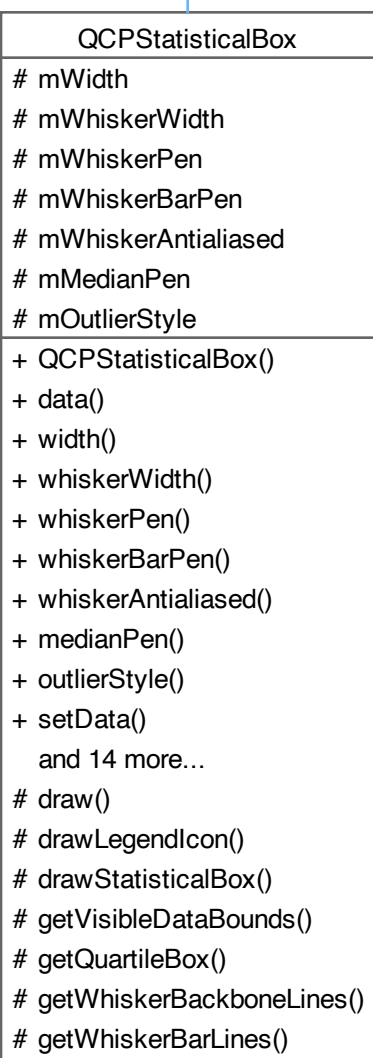 QCPStatisticalBox
# mWidth
# mWhiskerWidth
# mWhiskerPen
# mWhiskerBarPen
# mWhiskerAntialiased
# mMedianPen
# mOutlierStyle
+ QCPStatisticalBox()
+ data()
+ width()
+ whiskerWidth()
+ whiskerPen()
+ whiskerBarPen()
+ whiskerAntialiased()
+ medianPen()
+ outlierStyle()
+ setData()
and 14 more...
# draw()
# drawLegendIcon()
# drawStatisticalBox()
# getVisibleDataBounds()
# getQuartileBox()
# getWhiskerBackboneLines()
# getWhiskerBarLines()